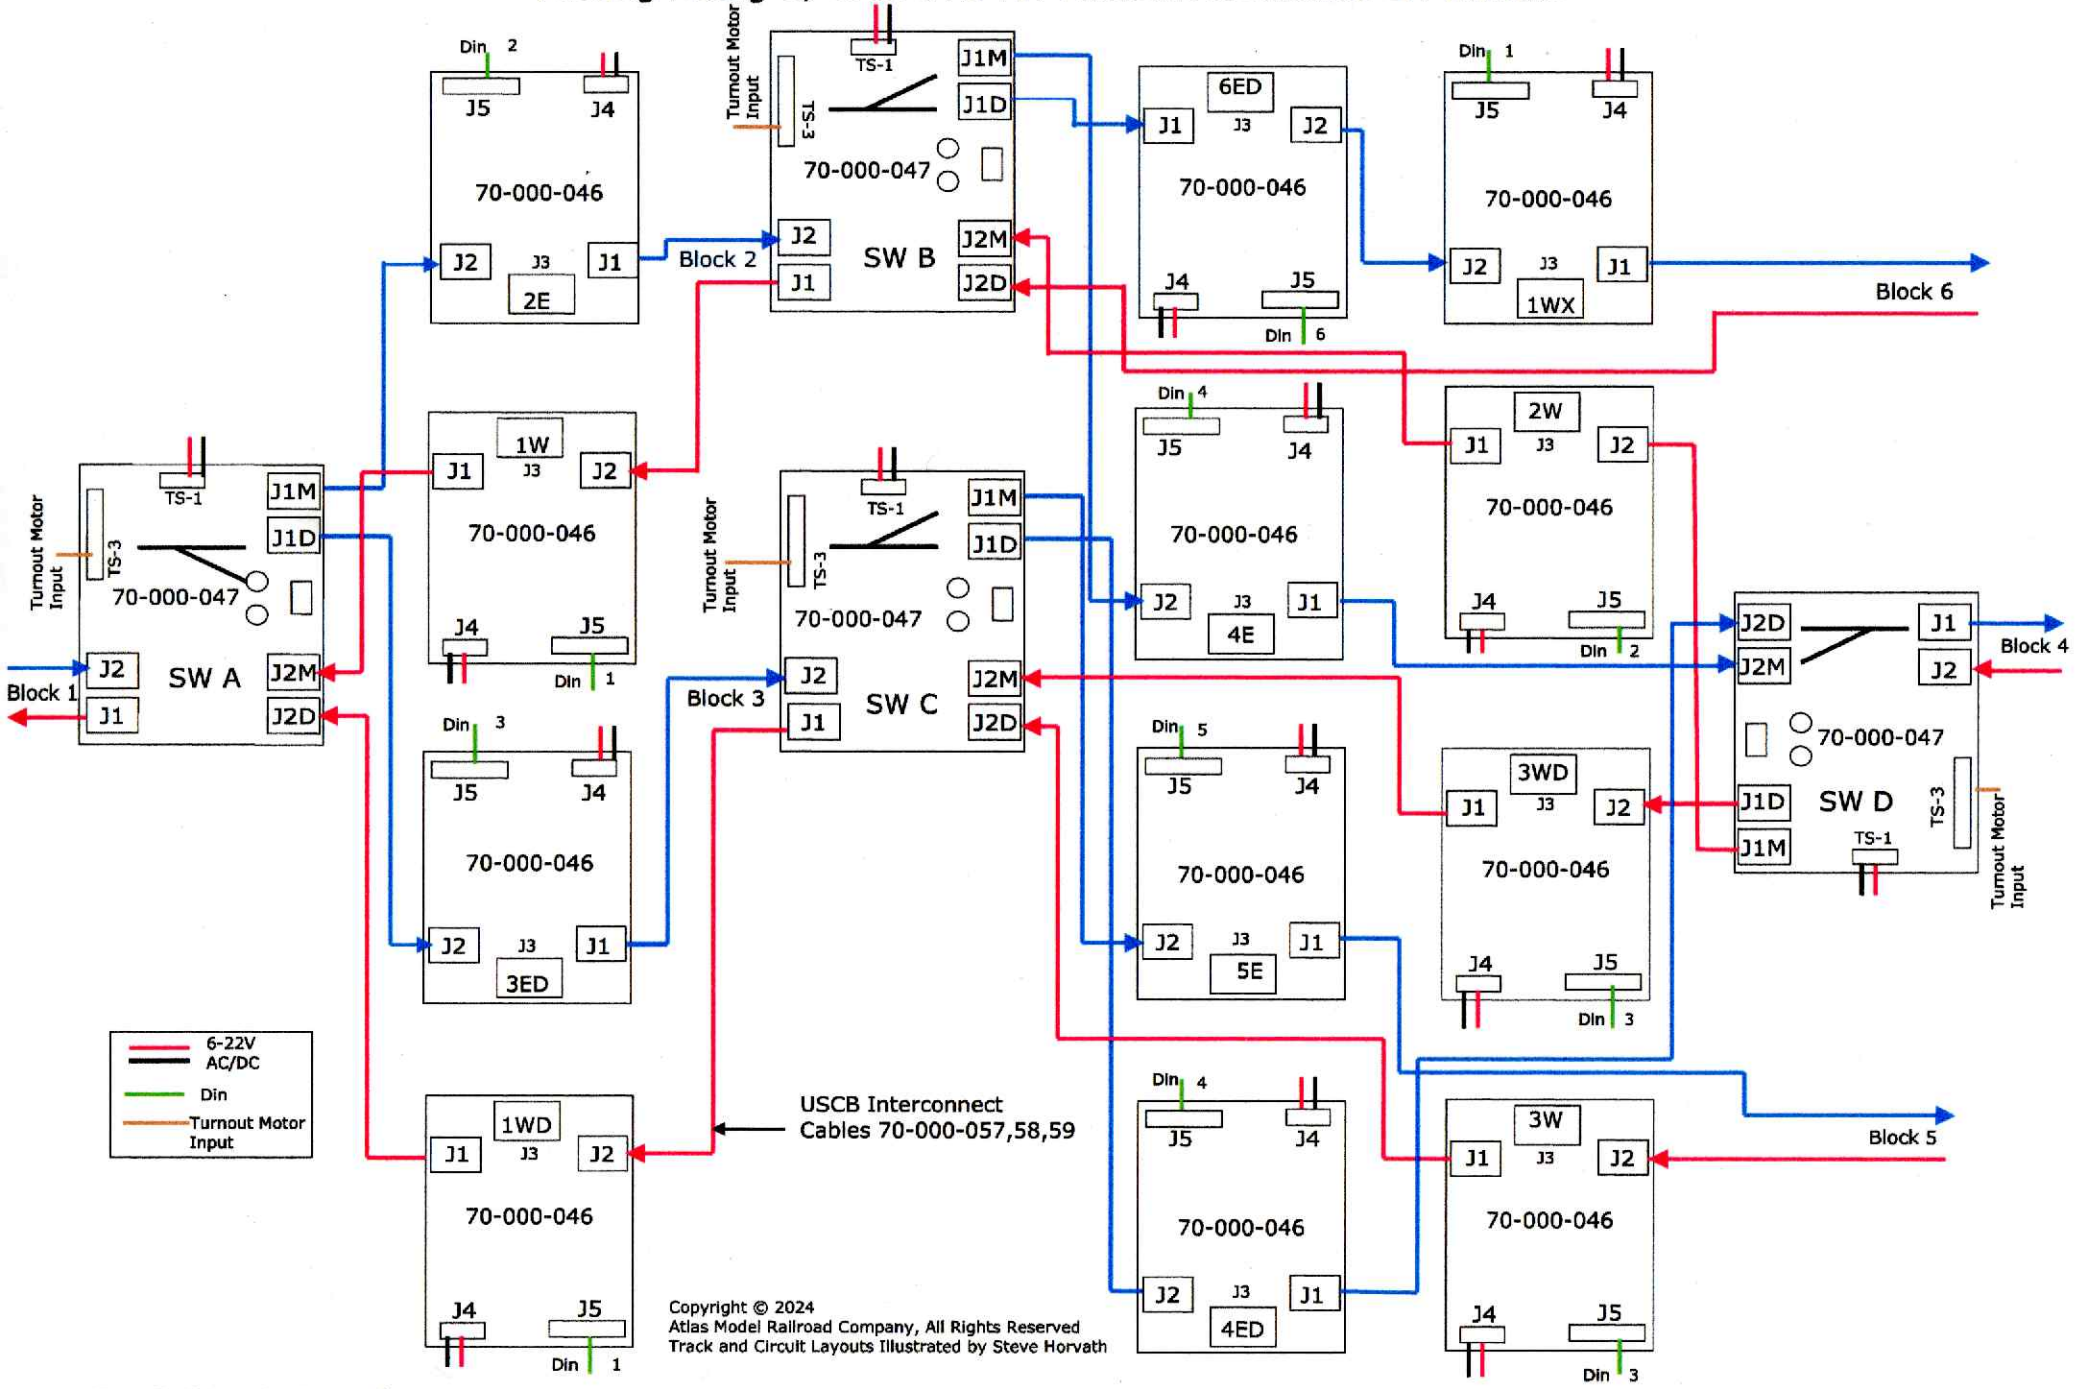 Din 2
J5
J4
70-000-046
J2
J3
J1
2E
Block 2
Turnout Motor
Input
TS-1
TS-3
J1M
J1D
70-000-047
J2
J1
SW B
J2M
J2D
6ED
J1
J3
J2
70-000-046
J4
J5
Din 6
Din 1
J5
J4
70-000-046
J2
J3
J1
1WX
Block 6
Turnout Motor
Input
TS-1
TS-3
J1M
J1D
70-000-047
J2
Block 1
J1
SW A
J2M
J2D
1W
J1
J3
J2
70-000-046
J4
J5
Din 1
Turnout Motor
Input
TS-1
TS-3
J1M
J1D
70-000-047
Block 3
J2
J1
SW C
J2M
J2D
Din 4
J5
J4
70-000-046
J2
J3
J1
4E
2W
J1
J3
J2
70-000-046
J4
J5
Din 2
J2D
J2M
J1
J2
Block 4
70-000-047
J1D
J1M
SW D
TS-1
TS-3
Turnout Motor
Input
Din 3
J5
J4
70-000-046
J2
J3
J1
3ED
Din 5
J5
J4
70-000-046
J2
J3
J1
5E
3WD
J1
J3
J2
70-000-046
J4
J5
Din 3
6-22V
AC/DC
Din
Turnout Motor
Input
1WD
J1
J3
J2
70-000-046
J4
J5
Din 1
USCB Interconnect
Cables 70-000-057,58,59
Din 4
J5
J4
70-000-046
J2
J3
J1
4ED
3W
J1
J3
J2
70-000-046
J4
J5
Din 3
Block 5
Copyright © 2024
Atlas Model Railroad Company, All Rights Reserved
Track and Circuit Layouts Illustrated by Steve Horvath